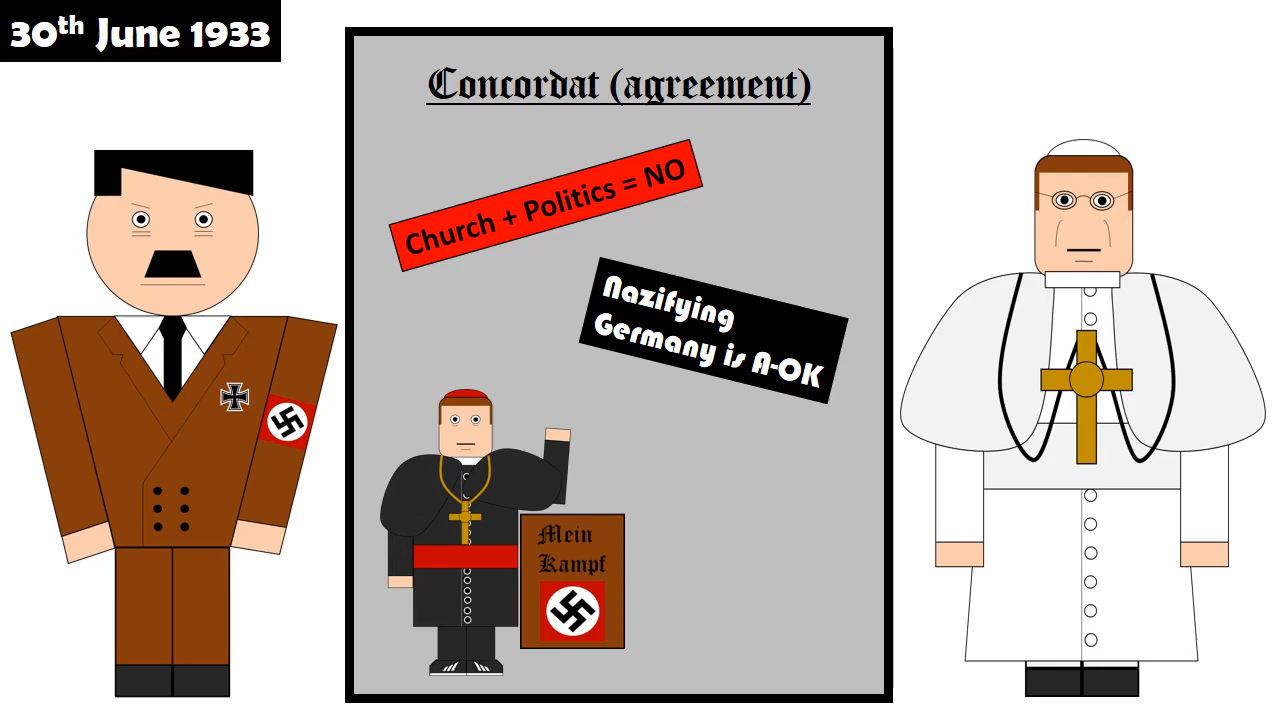 30th June 1933
Concordat (agreement)
Church + Politics = NO
Nazifying
Germany is A-OK
Mein
Kampf